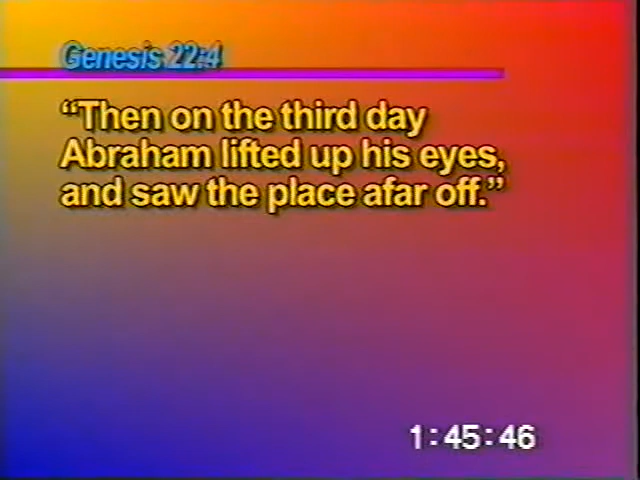 Genesis 22:4
“Then on the third day
Abraham lifted up his eyes,
and saw the place afar off.”
1:45:46